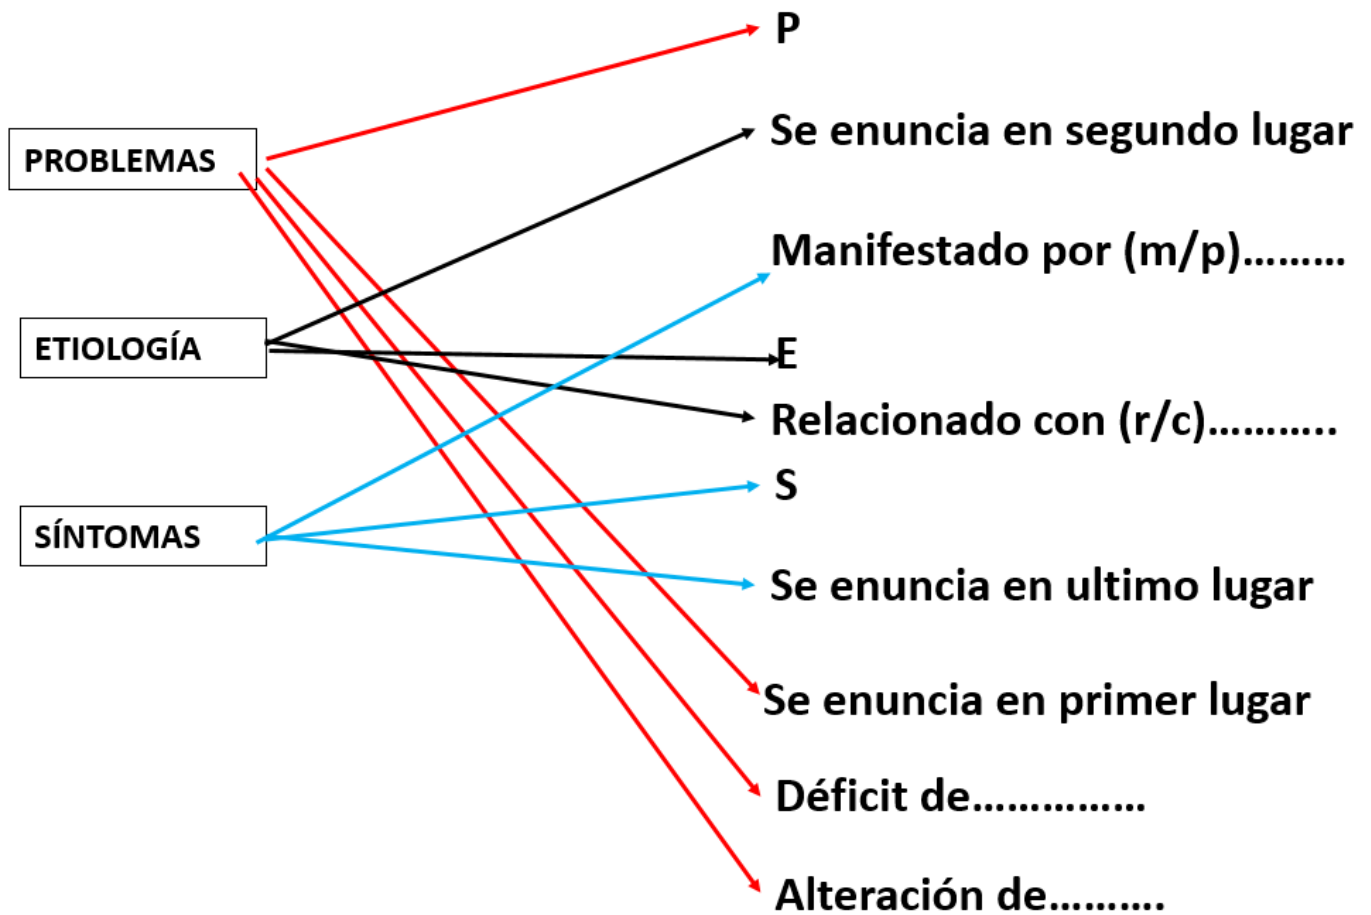 PROBLEMAS
ETIOLOGÍA
SÍNTOMAS
P
Se enuncia en segundo lugar
Manifestado por (m/p)………
E
Relacionado con (r/c)………..
S
Se enuncia en ultimo lugar
Se enuncia en primer lugar
Déficit de……………
Alteración de……….